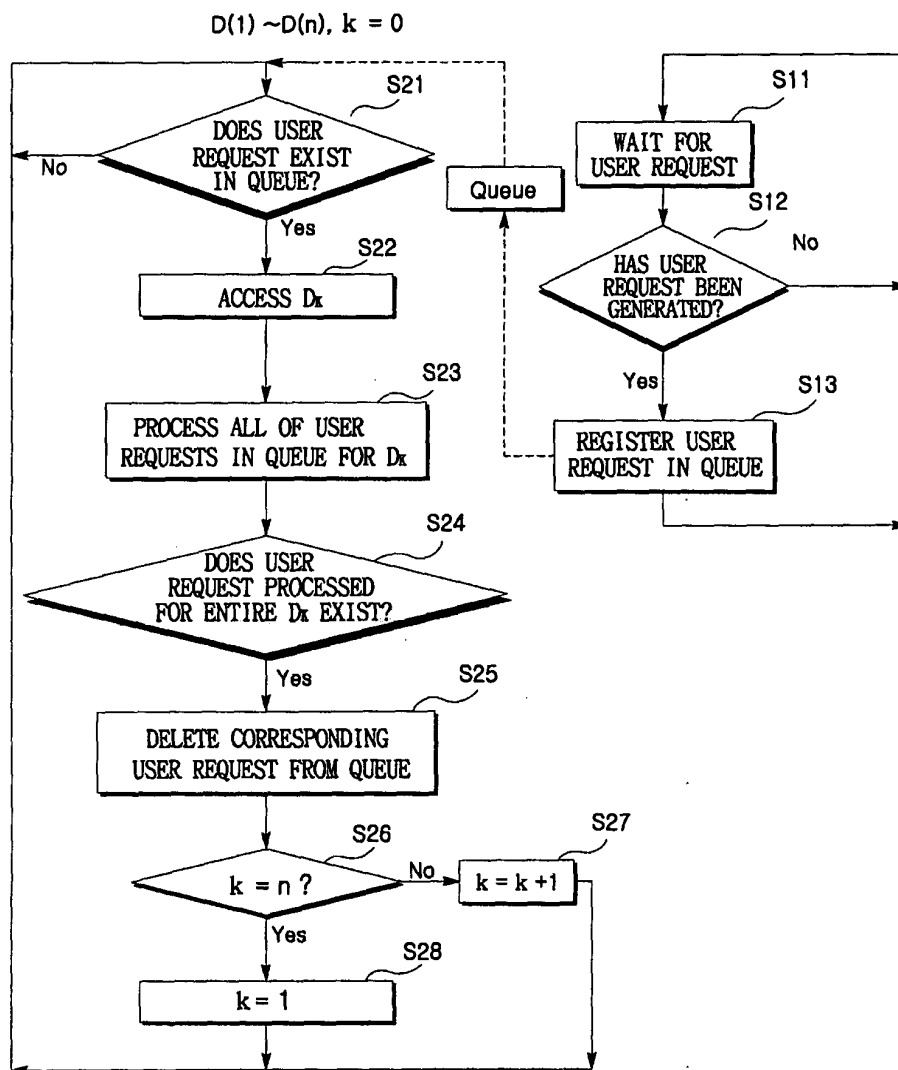 D(1) ~D(n), k = 0
S21
DOES USER
REQUEST EXIST
IN QUEUE?
No
Yes
S22
ACCESS DK
S23
PROCESS ALL OF USER
REQUESTS IN QUEUE FOR DK
S24
DOES USER
REQUEST PROCESSED
FOR ENTIRE DK EXIST?
Yes
S25
DELETE CORRESPONDING
USER REQUEST FROM QUEUE
S26
k = n ?
No
S27
k = k +1
Yes
S28
k = 1
Queue
S11
WAIT FOR
USER REQUEST
S12
HAS USER
REQUEST BEEN
GENERATED?
No
Yes
S13
REGISTER USER
REQUEST IN QUEUE